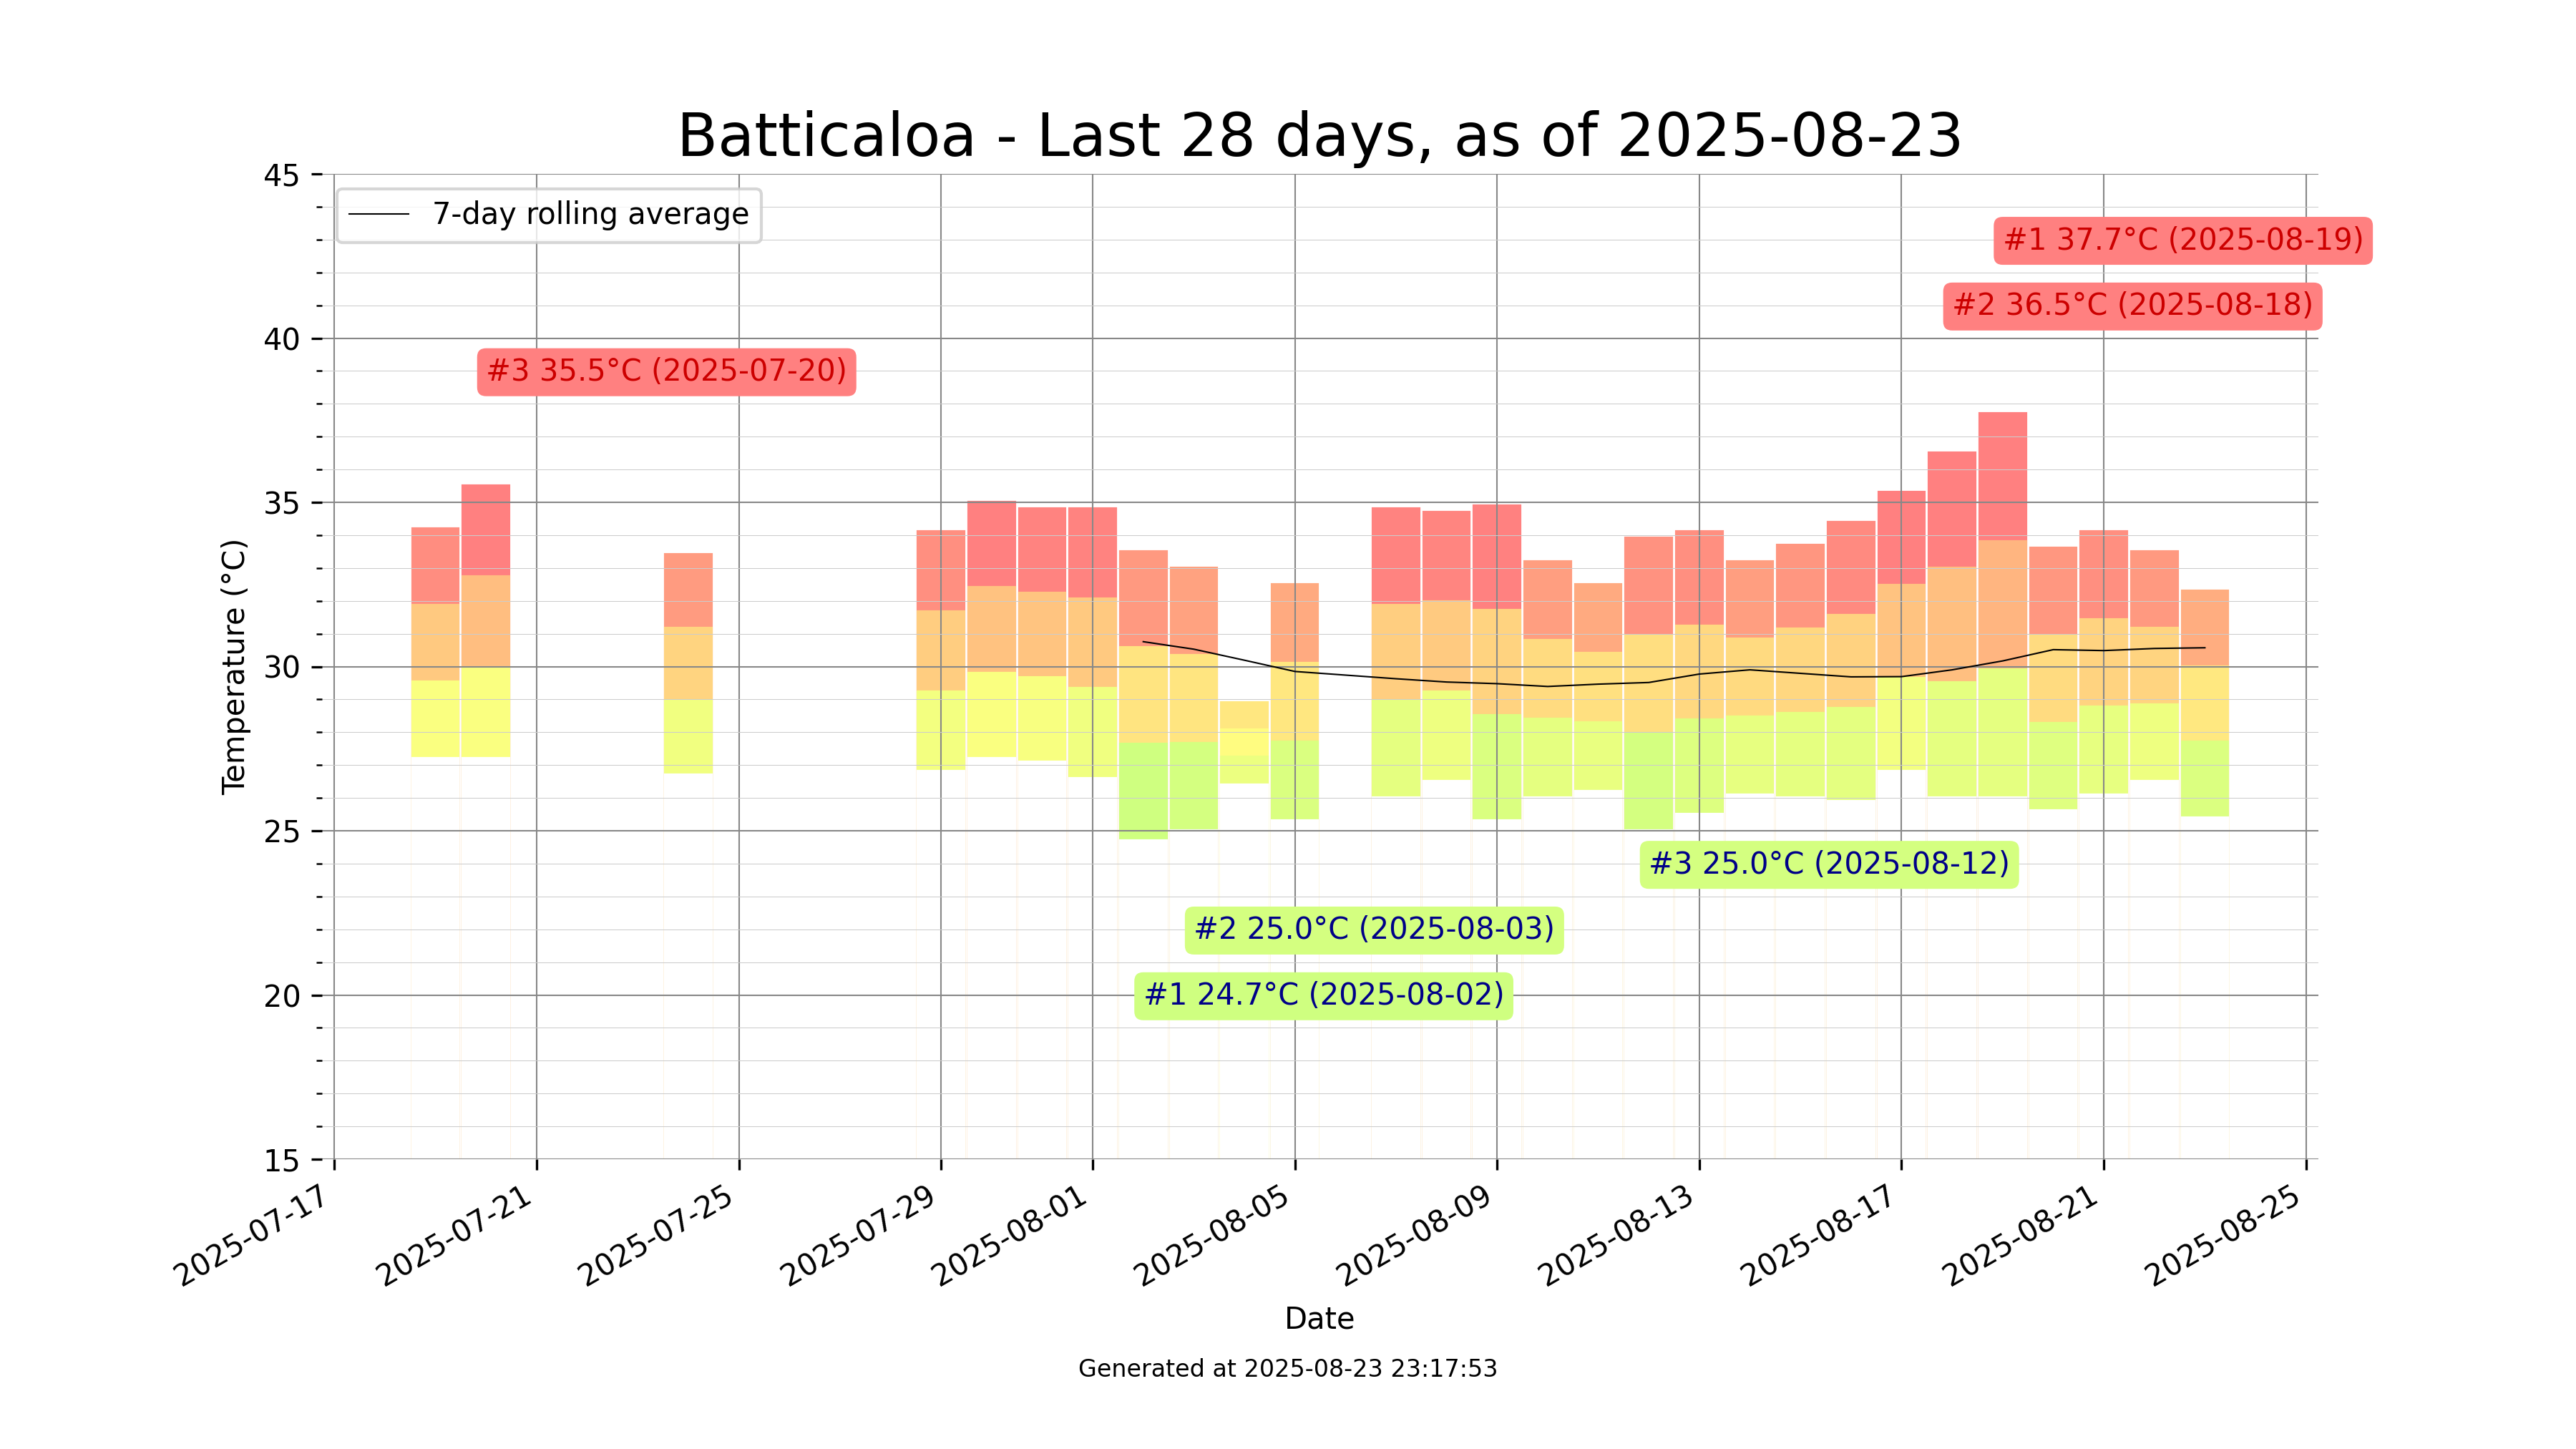 Batticaloa - Last 28 days, as of 2025-08-23
45
7-day rolling average
#1 37.7°C (2025-08-19)
#2 36.5°C (2025-08-18)
40
#3 35.5°C (2025-07-20)
35
Temperature (°C)
30
25
#3 25.0°C (2025-08-12)
#2 25.0°C (2025-08-03)
20
#1 24.7°C (2025-08-02)
15
2025-07-17
2025-07-21
2025-07-25
2025-07-29
2025-08-01
2025-08-05
2025-08-09
2025-08-13
2025-08-17
2025-08-21
2025-08-25
Date
Generated at 2025-08-23 23:17:53